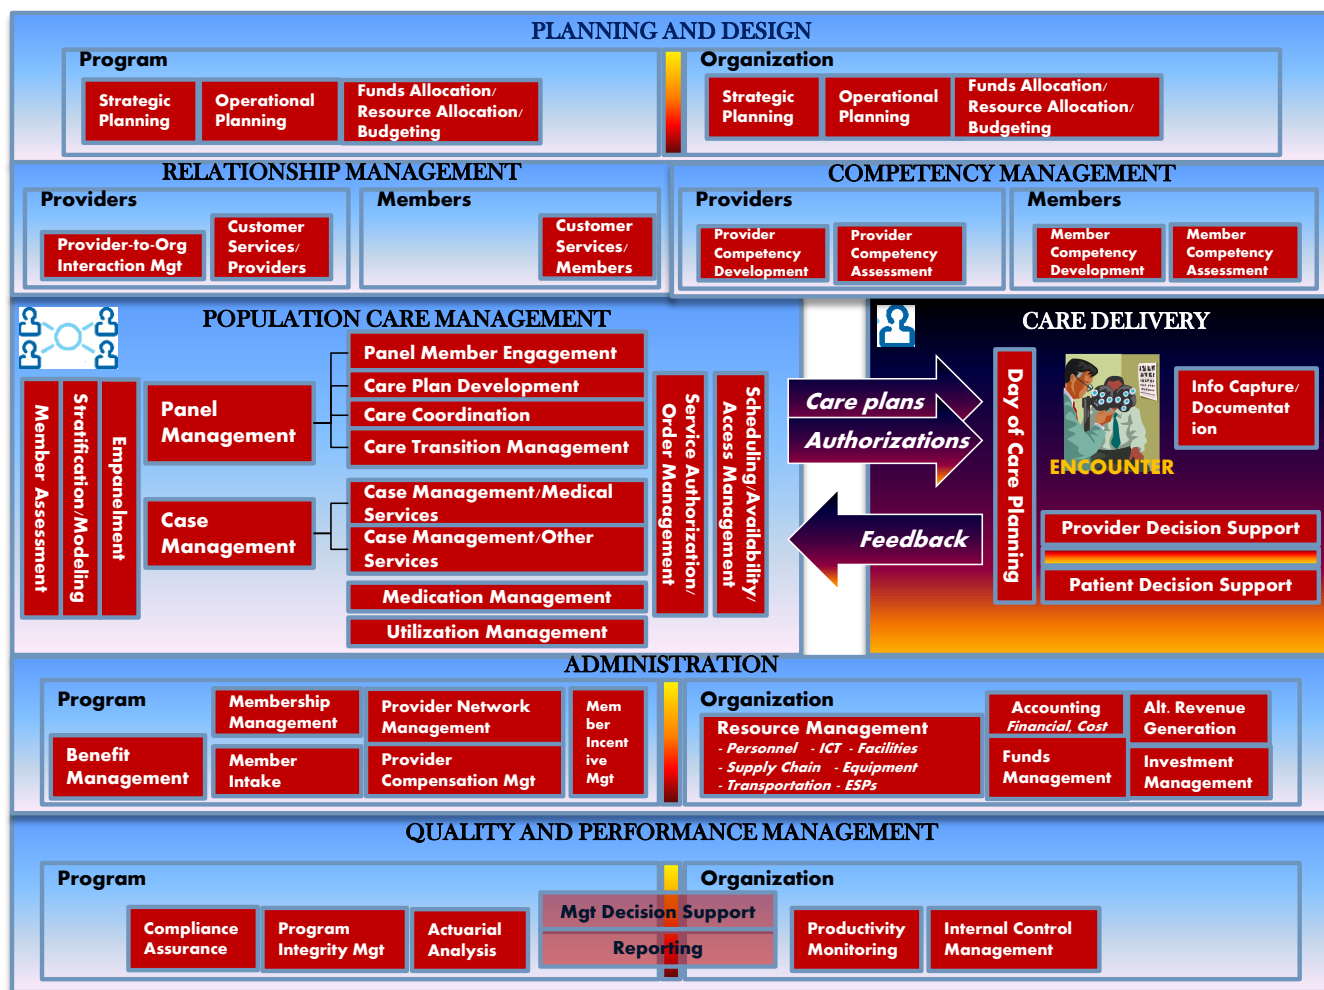 PLANNING AND DESIGN
Program
Strategic
Planning
Operational
Planning
Funds Allocation/
Resource Allocation/
Budgeting
Organization
Strategic
Planning
Operational
Planning
Funds Allocation/
Resource Allocation/
Budgeting
RELATIONSHIP MANAGEMENT
Providers
Provider-to-Org
Interaction Mgt
Customer
Services/
Providers
Members
Customer
Services/
Members
COMPETENCY MANAGEMENT
Providers
Provider
Competency
Development
Provider
Competency
Assessment
Members
Member
Competency
Development
Member
Competency
Assessment
POPULATION CARE MANAGEMENT
Member Assessment
Stratification/Modeling
Empanelment
Panel
Management
Panel Member Engagement
Care Plan Development
Care Coordination
Care Transition Management
Case
Management
Case Management/Medical
Services
Case Management/Other
Services
Medication Management
Utilization Management
Service Authorization/
Order Management
Scheduling/Availability/
Access Management
Care plans
Authorizations
Feedback
CARE DELIVERY
Day of Care Planning
ENCOUNTER
Info Capture/
Documentat
ion
Provider Decision Support
Patient Decision Support
ADMINISTRATION
Program
Benefit
Management
Membership
Management
Member
Intake
Provider Network
Management
Provider
Compensation Mgt
Mem
ber
Incent
ive
Mgt
Organization
Resource Management
- Personnel - ICT - Facilities
- Supply Chain - Equipment
- Transportation - ESPs
Accounting
Financial, Cost
Funds
Management
Alt. Revenue
Generation
Investment
Management
QUALITY AND PERFORMANCE MANAGEMENT
Program
Compliance
Assurance
Program
Integrity Mgt
Actuarial
Analysis
Mgt Decision Support
Reporting
Organization
Productivity
Monitoring
Internal Control
Management